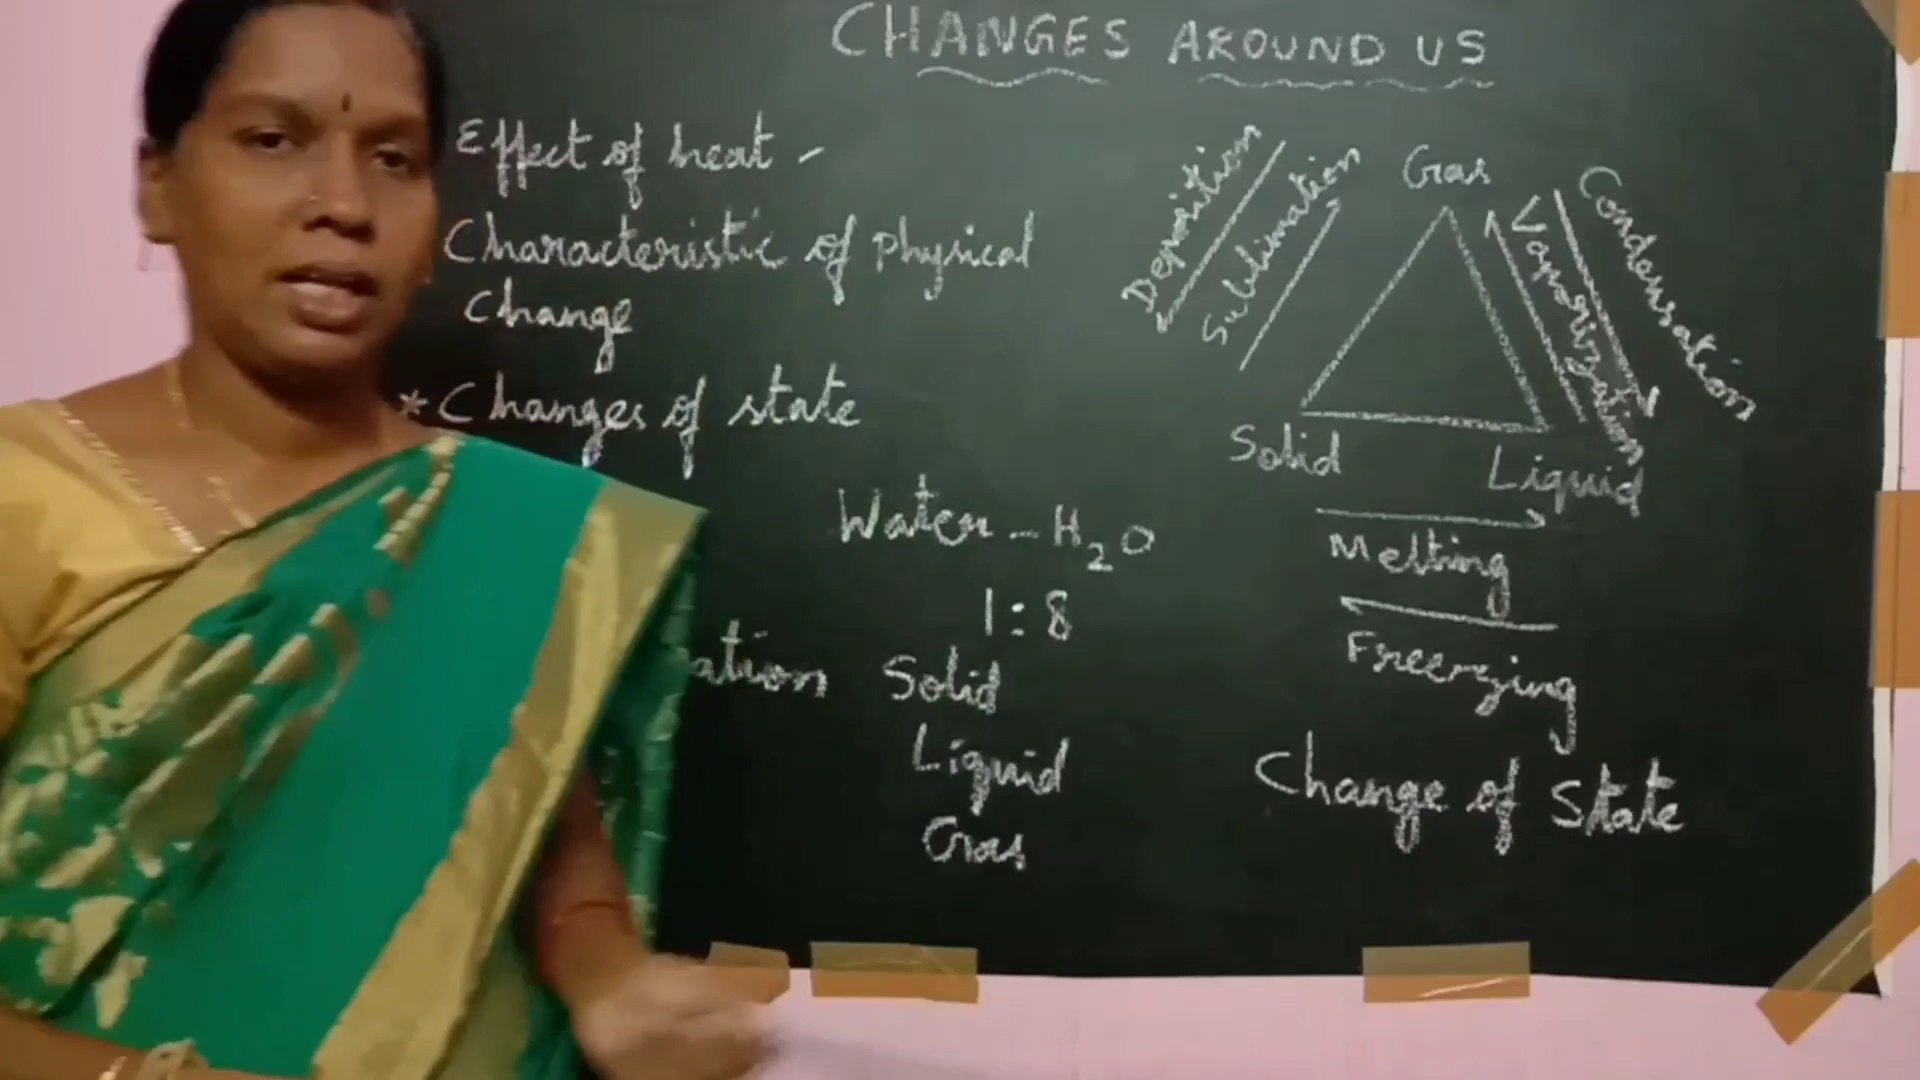 CHANGES AROUND US
Effect of heat -
Characteristic of physical
Change
* Changes of state
Water - H2O
1:8
Solid
Liquid
Gas
Deposition
Sublimation
Gas
Vaporization
Condensation
Solid
Liquid
Melting
Freezing
Change of State